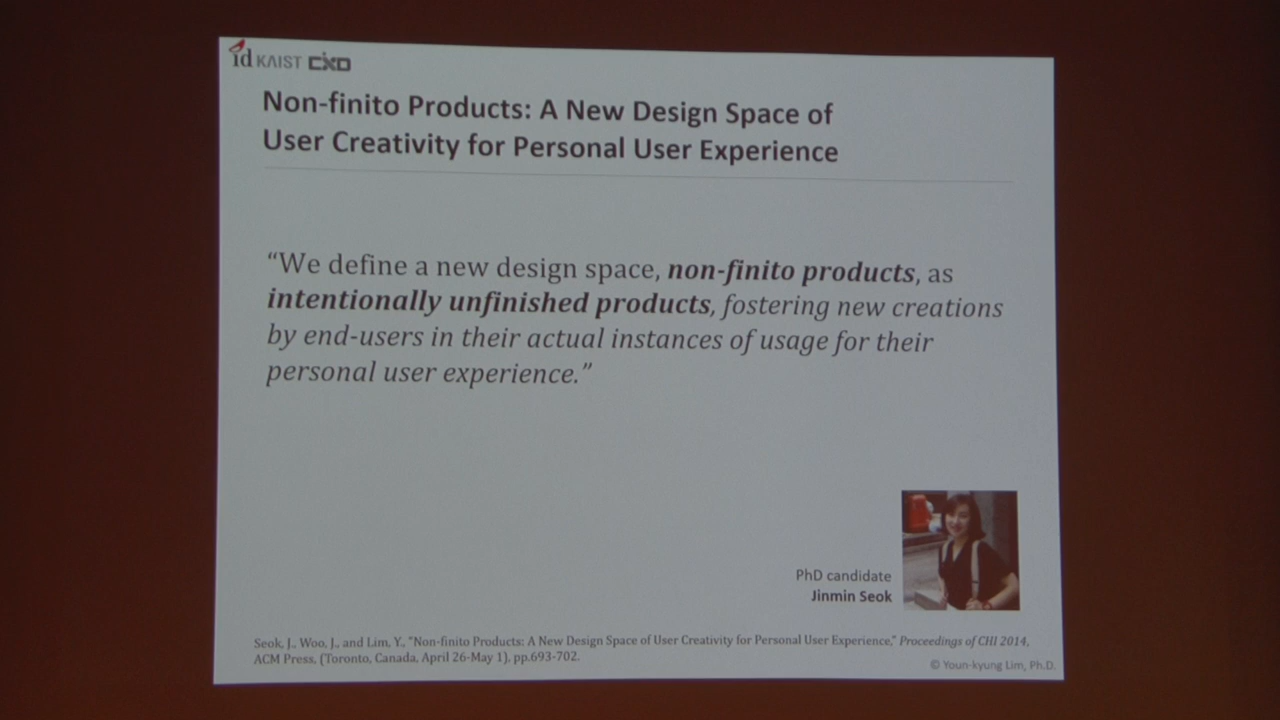 id KAIST CXD
Non-finito Products: A New Design Space of
User Creativity for Personal User Experience
“We define a new design space, non-finito products, as
intentionally unfinished products, fostering new creations
by end-users in their actual instances of usage for their
personal user experience.”
PhD candidate
Jinmin Seok
Seok, J., Woo, J., and Lim, Y., “Non-finito Products: A New Design Space of User Creativity for Personal User Experience,” Proceedings of CHI 2014,
ACM Press, (Toronto, Canada, April 26-May 1), pp.693-702.
© Youn-kyung Lim, Ph.D.